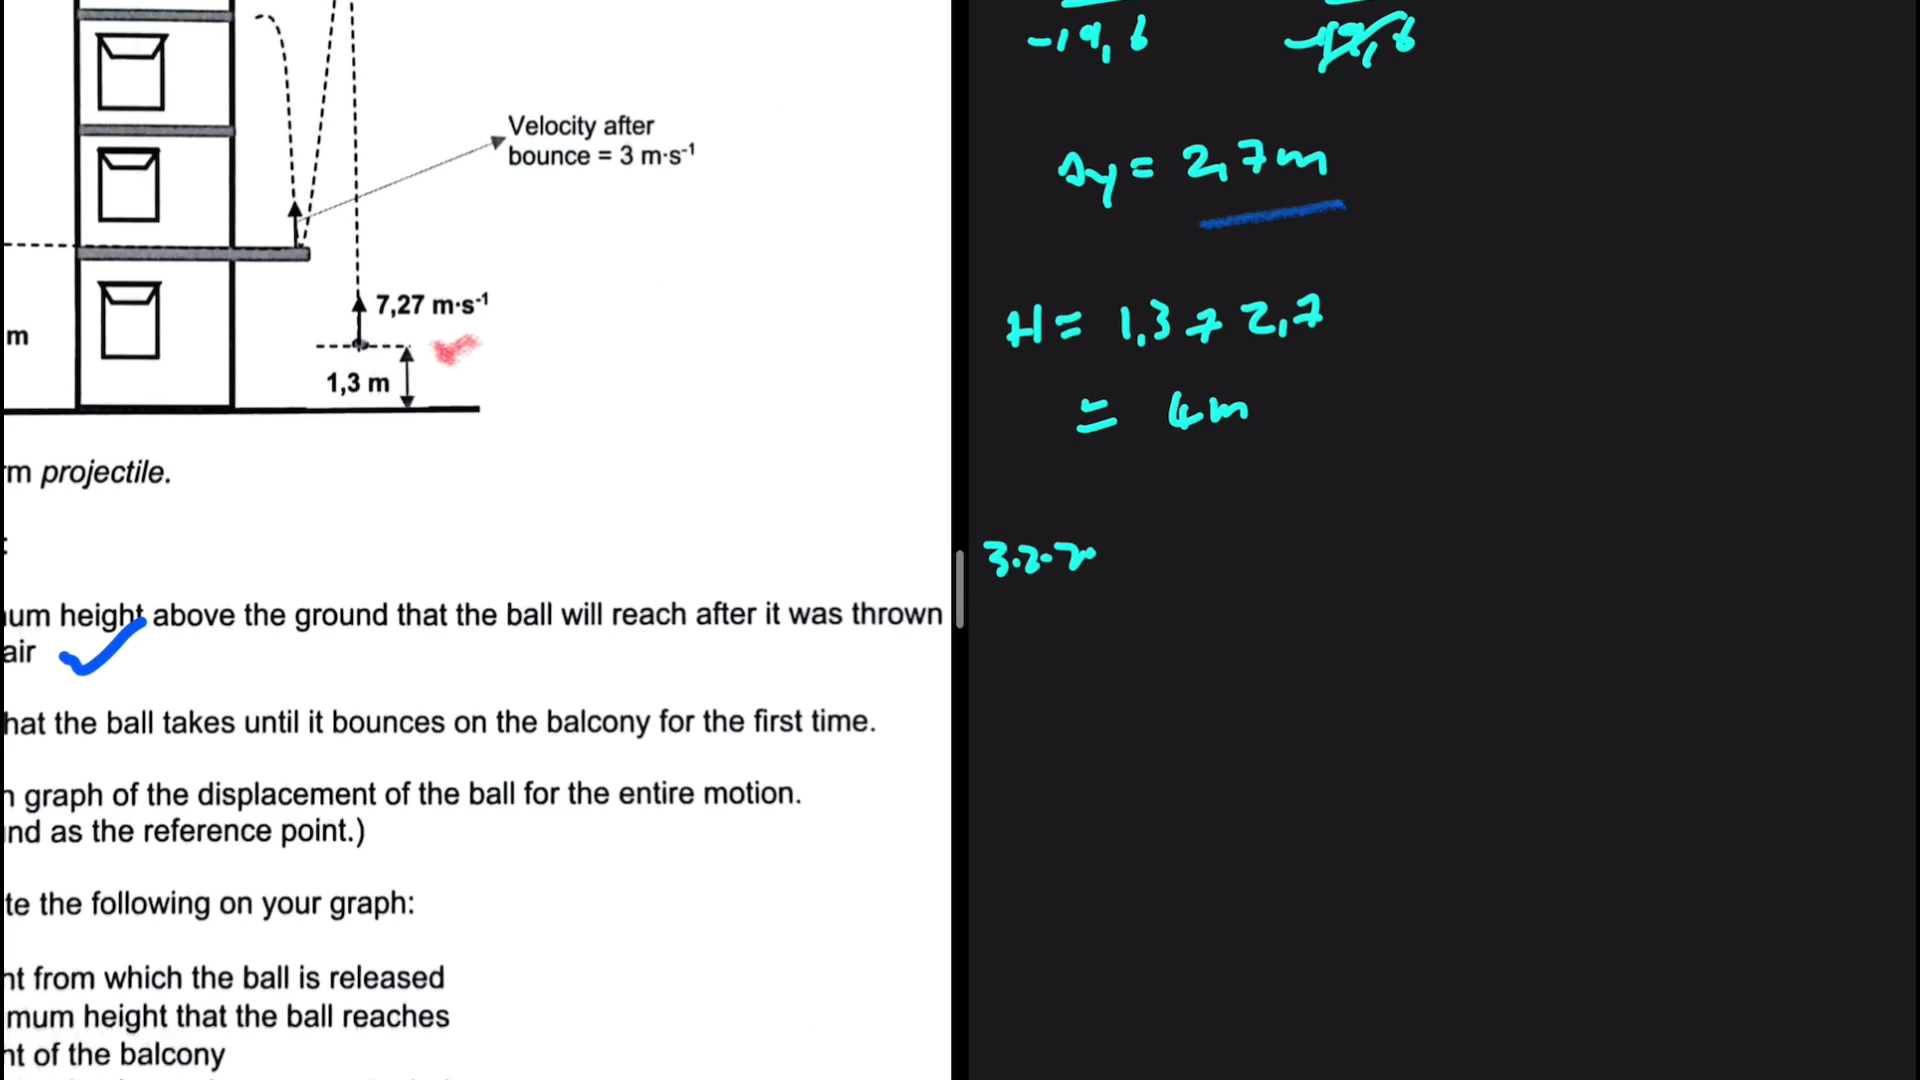 Velocity after
bounce = 3 m·s⁻¹
7,27 m·s⁻¹
m
1,3 m
m projectile.
:
um height above the ground that the ball will reach after it was thrown
air
hat the ball takes until it bounces on the balcony for the first time.
graph of the displacement of the ball for the entire motion.
nd as the reference point.)
te the following on your graph:
nt from which the ball is released
mum height that the ball reaches
nt of the balcony
-19,6 -19,6
Δy = 2,7m
H = 1,3 + 2,7
= 4m
3.2.2